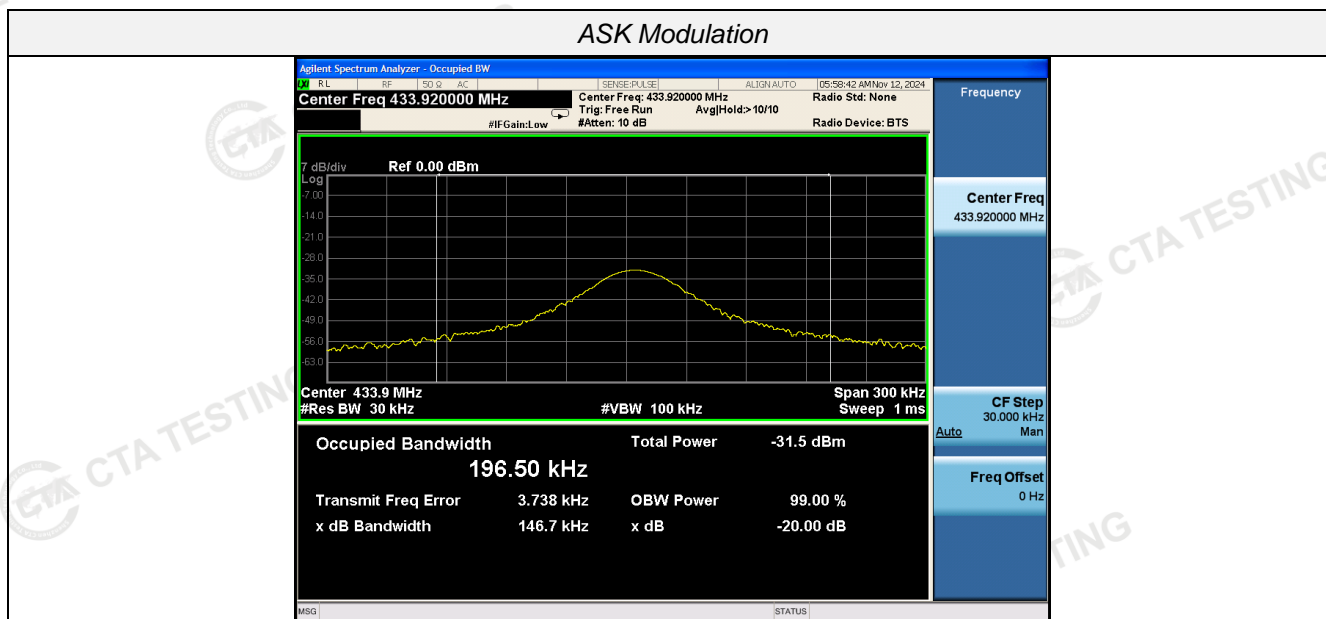 ASK Modulation
Agilent Spectrum Analyzer - Occupied BW
RL RF 50 Ω AC SENSE:PULSE ALIGN AUTO 05:58:42 AM Nov 12, 2024
Center Freq 433.920000 MHz
Center Freq: 433.920000 MHz
Radio Std: None
Trig: Free Run Avg|Hold:>10/10
#IFGain:Low
#Atten: 10 dB
Radio Device: BTS
Frequency
7 dB/div Ref 0.00 dBm
Log
-7.00
-14.0
-21.0
-28.0
-35.0
-42.0
-49.0
-56.0
-63.0
Center 433.9 MHz Span 300 kHz
#Res BW 30 kHz #VBW 100 kHz Sweep 1 ms
Center Freq
433.920000 MHz
CF Step
30.000 kHz
Auto Man
Freq Offset
0 Hz
Occupied Bandwidth Total Power -31.5 dBm
196.50 kHz
Transmit Freq Error 3.738 kHz OBW Power 99.00 %
x dB Bandwidth 146.7 kHz x dB -20.00 dB
MSG STATUS
CTA
CTA TESTING
CTA TESTING
TING